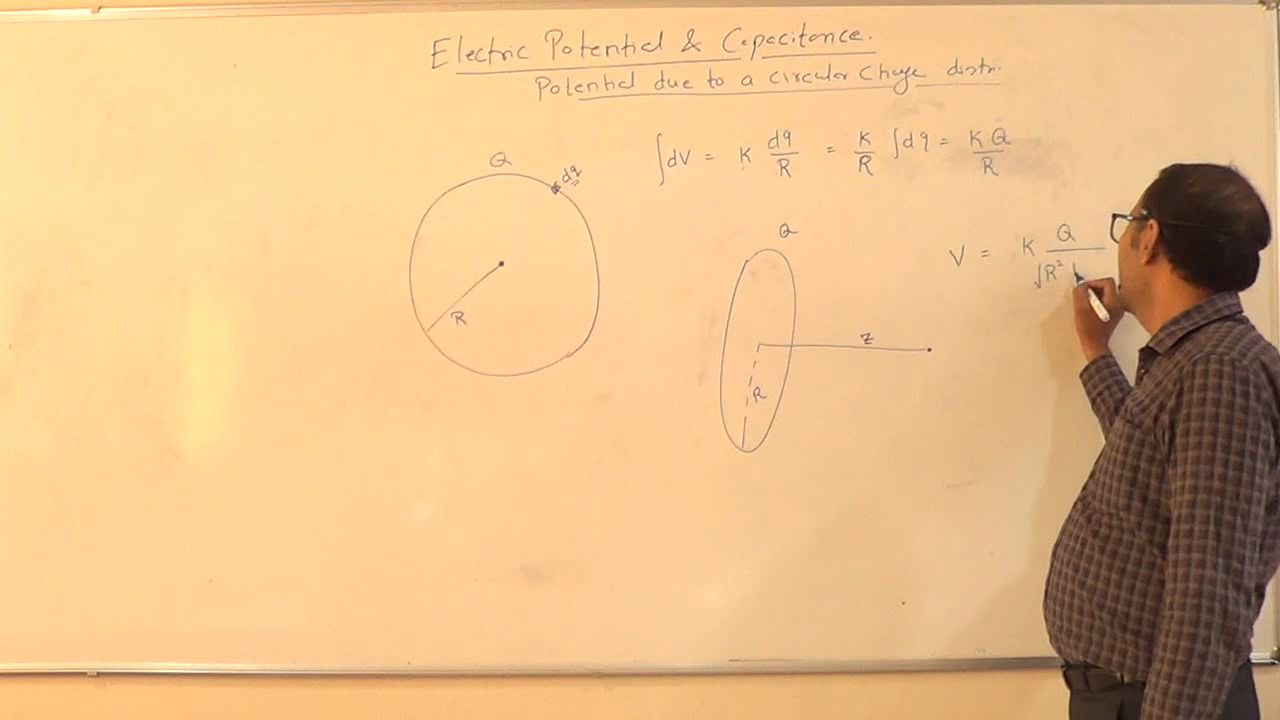 Electric Potential & Capacitance.
Potential due to a circular Charge distr.
Q
dq
R
∫dV = K dq/R = K/R ∫dq = KQ/R
Q
z
R
V = K Q/√R²